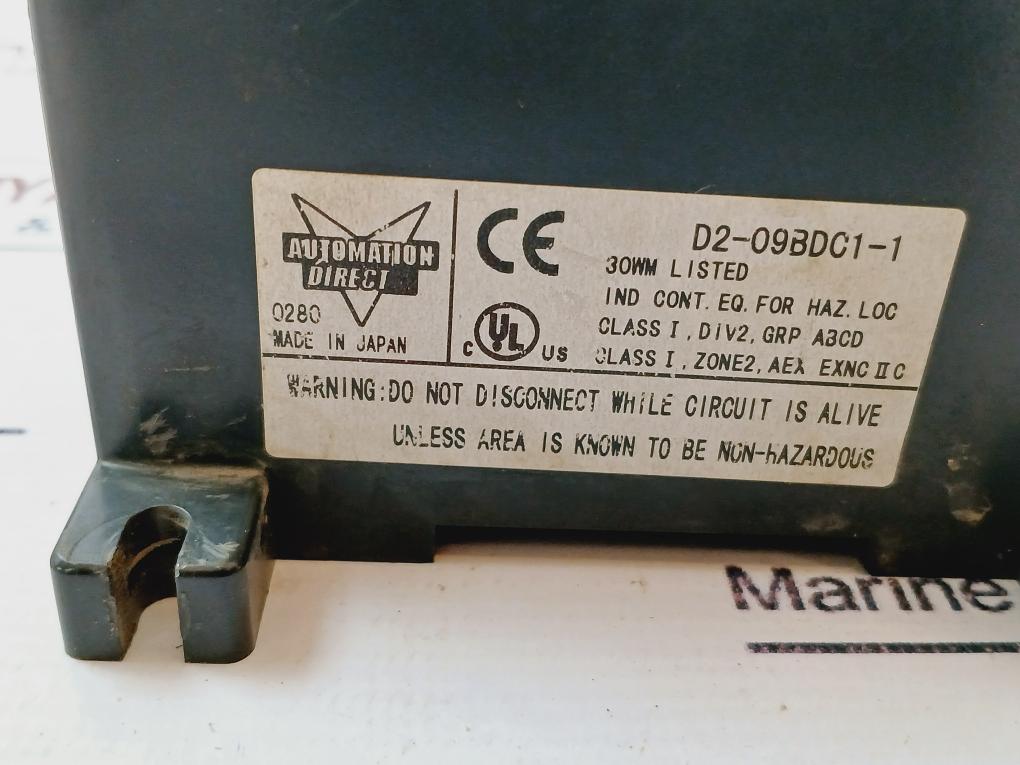 AUTOMATION
DIRECT
0280
MADE IN JAPAN
CE
C UL US
D2-09BDC1-1
30WM LISTED
IND CONT. EQ. FOR HAZ. LOC
CLASS I, DIV2, GRP ABCD
CLASS I, ZONE2, AEX EXNC II C
WARNING:DO NOT DISCONNECT WHILE CIRCUIT IS ALIVE
UNLESS AREA IS KNOWN TO BE NON-HAZARDOUS
Marine